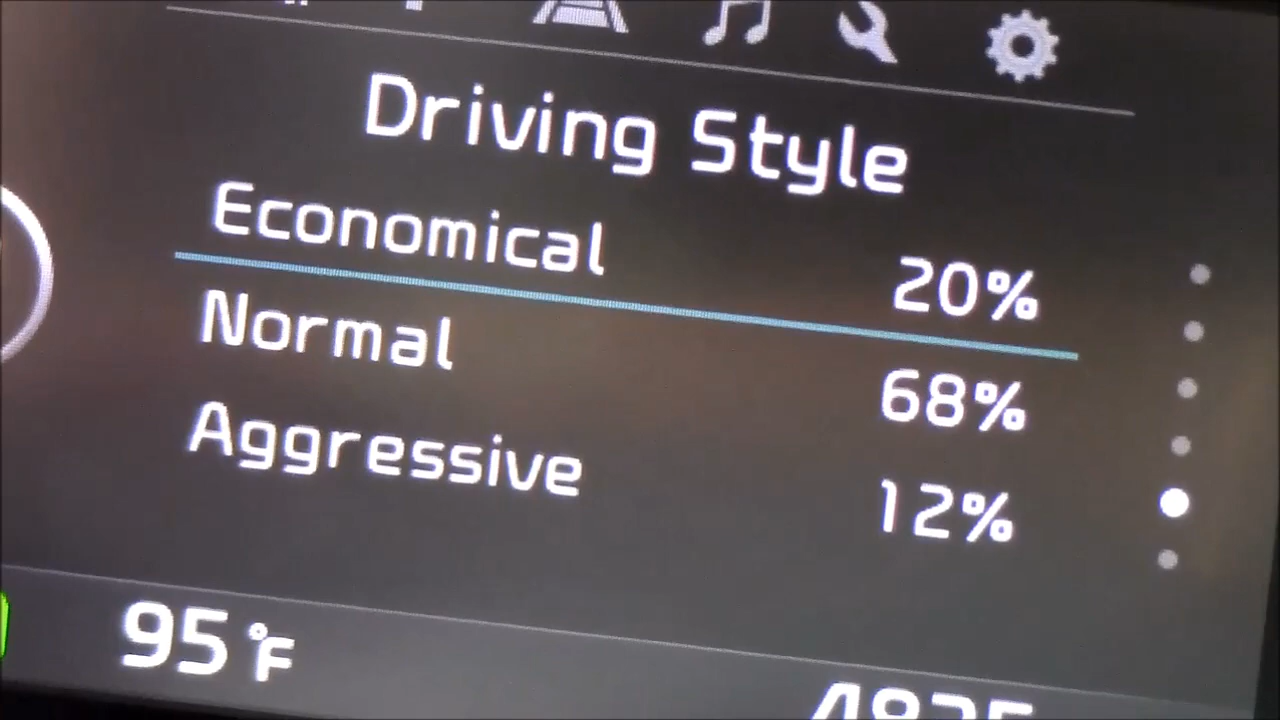 Driving Style
Economical 20%
Normal 68%
Aggressive 12%
95 °F